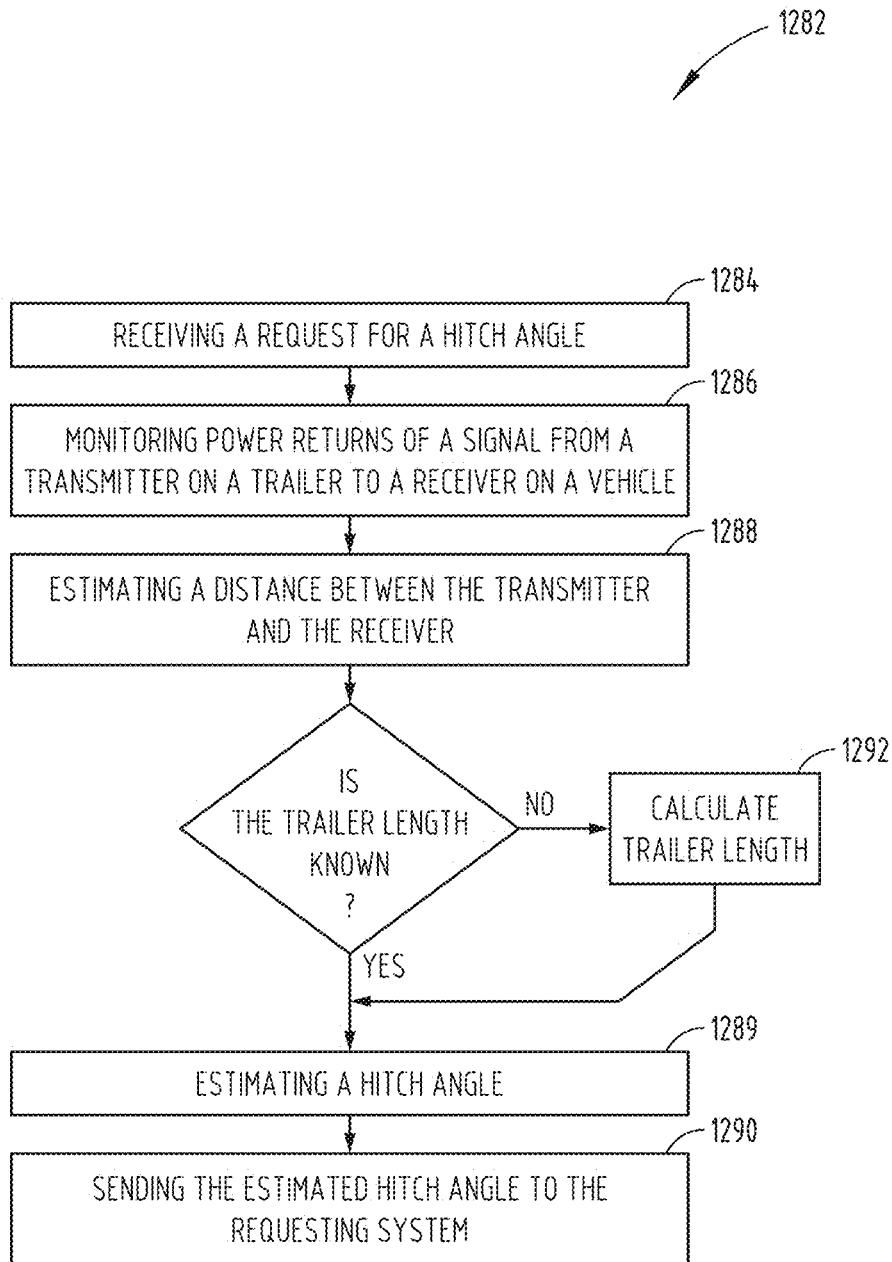 1282
1284
RECEIVING A REQUEST FOR A HITCH ANGLE
1286
MONITORING POWER RETURNS OF A SIGNAL FROM A
TRANSMITTER ON A TRAILER TO A RECEIVER ON A VEHICLE
1288
ESTIMATING A DISTANCE BETWEEN THE TRANSMITTER
AND THE RECEIVER
IS
THE TRAILER LENGTH
KNOWN
?
NO
1292
CALCULATE
TRAILER LENGTH
YES
1289
ESTIMATING A HITCH ANGLE
1290
SENDING THE ESTIMATED HITCH ANGLE TO THE
REQUESTING SYSTEM